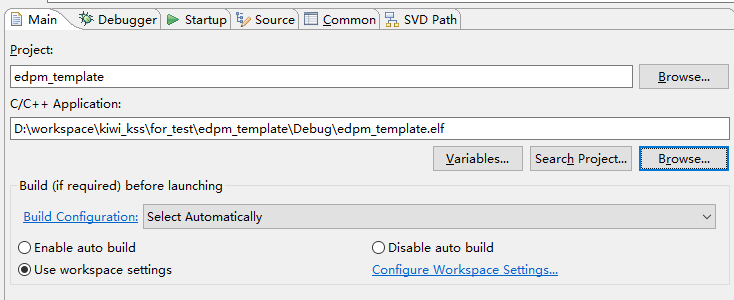 Main Debugger Startup Source Common SVD Path
Project:
edpm_template
Browse...
C/C++ Application:
D:\workspace\kiwi_kss\for_test\edpm_template\Debug\edpm_template.elf
Variables... Search Project... Browse...
Build (if required) before launching
Build Configuration: Select Automatically
Enable auto build Disable auto build
Use workspace settings Configure Workspace Settings...